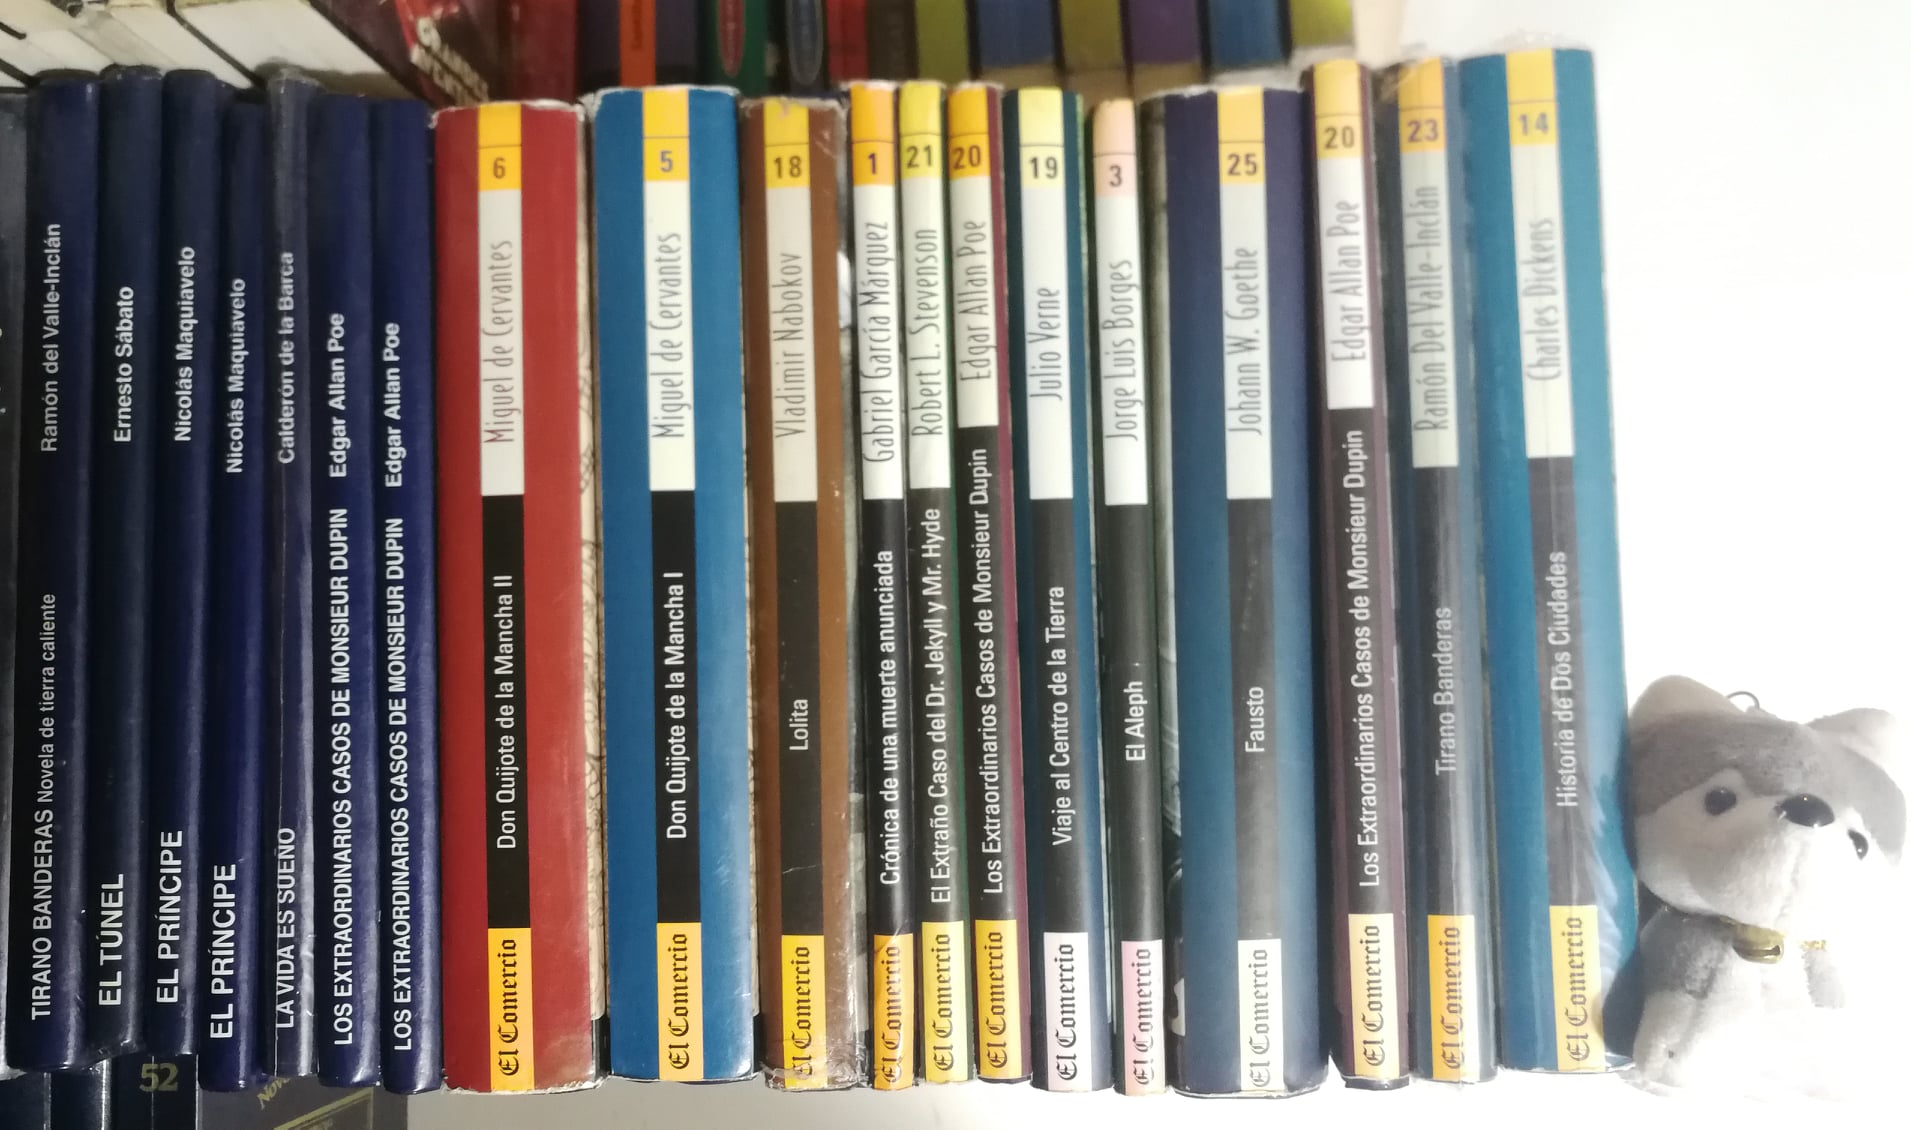 TIRANO BANDERAS Novela de tierra caliente Ramón del Valle-Inclán
EL TÚNEL Ernesto Sábato
EL PRÍNCIPE Nicolás Maquiavelo
EL PRÍNCIPE Nicolás Maquiavelo
LA VIDA ES SUEÑO Calderón de la Barca
LOS EXTRAORDINARIOS CASOS DE MONSIEUR DUPIN Edgar Allan Poe
LOS EXTRAORDINARIOS CASOS DE MONSIEUR DUPIN Edgar Allan Poe
6
El Comercio Don Quijote de la Mancha II Miguel de Cervantes
5
El Comercio Don Quijote de la Mancha I Miguel de Cervantes
18
El Comercio Lolita Vladimir Nabokov
1
El Comercio Crónica de una muerte anunciada Gabriel García Márquez
21
El Comercio El Extraño Caso del Dr. Jekyll y Mr. Hyde Robert L. Stevenson
20
El Comercio Los Extraordinarios Casos de Monsieur Dupin Edgar Allan Poe
19
El Comercio Viaje al Centro de la Tierra Julio Verne
3
El Comercio El Aleph Jorge Luis Borges
25
El Comercio Fausto Johann W. Goethe
20
El Comercio Los Extraordinarios Casos de Monsieur Dupin Edgar Allan Poe
23
El Comercio Tirano Banderas Ramón Del Valle-Inclán
14
El Comercio Historia de Dos Ciudades Charles Dickens
52